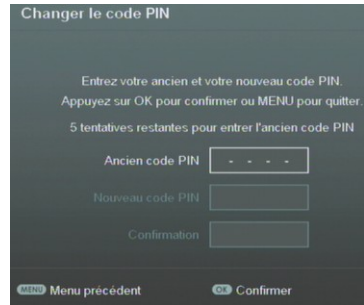 Changer le code PIN
Entrez votre ancien et votre nouveau code PIN.
Appuyez sur OK pour confirmer ou MENU pour quitter.
5 tentatives restantes pour entrer l'ancien code PIN
Ancien code PIN - - - -
Nouveau code PIN
Confirmation
MENU Menu précédent OK Confirmer